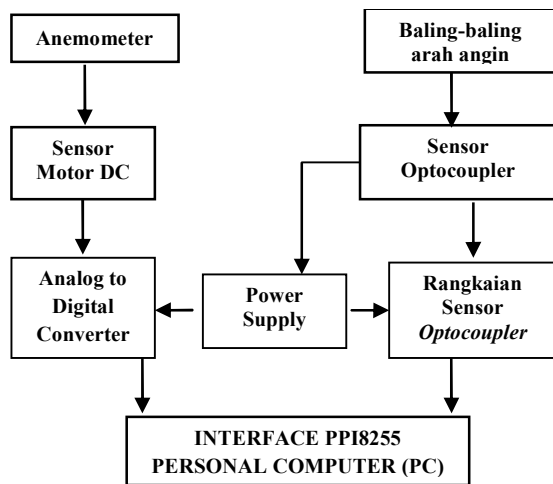 Anemometer
Baling-baling
arah angin
Sensor
Motor DC
Sensor
Optocoupler
Analog to
Digital
Converter
Power
Supply
Rangkaian
Sensor
Optocoupler
INTERFACE PPI8255
PERSONAL COMPUTER (PC)